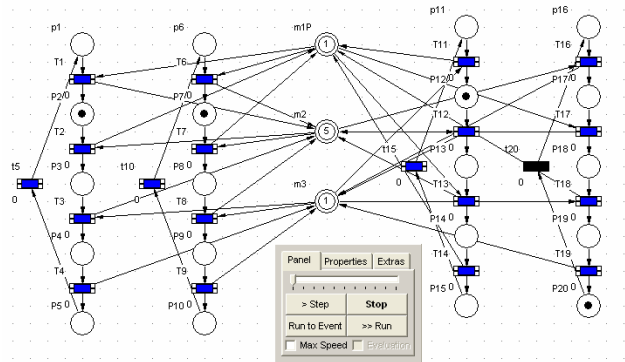 p1 p6 m1P p11 p16
1
T1 T6 T11 T16
P2 0 P7 0 P12 0 P17 0
T2 T7 m2 T12 T17
5
t5 P3 0 t10 P8 0 t15 P13 0 t20 P18 0
0 0 m3 0 0
T3 T8 1 T13 T18
P4 0 P9 0 P14 0 P19 0
T4 T9 T14 T19
P5 0 P10 0 P15 0 P20 0
Panel Properties Extras
> Step Stop
Run to Event >> Run
Max Speed Evaluation